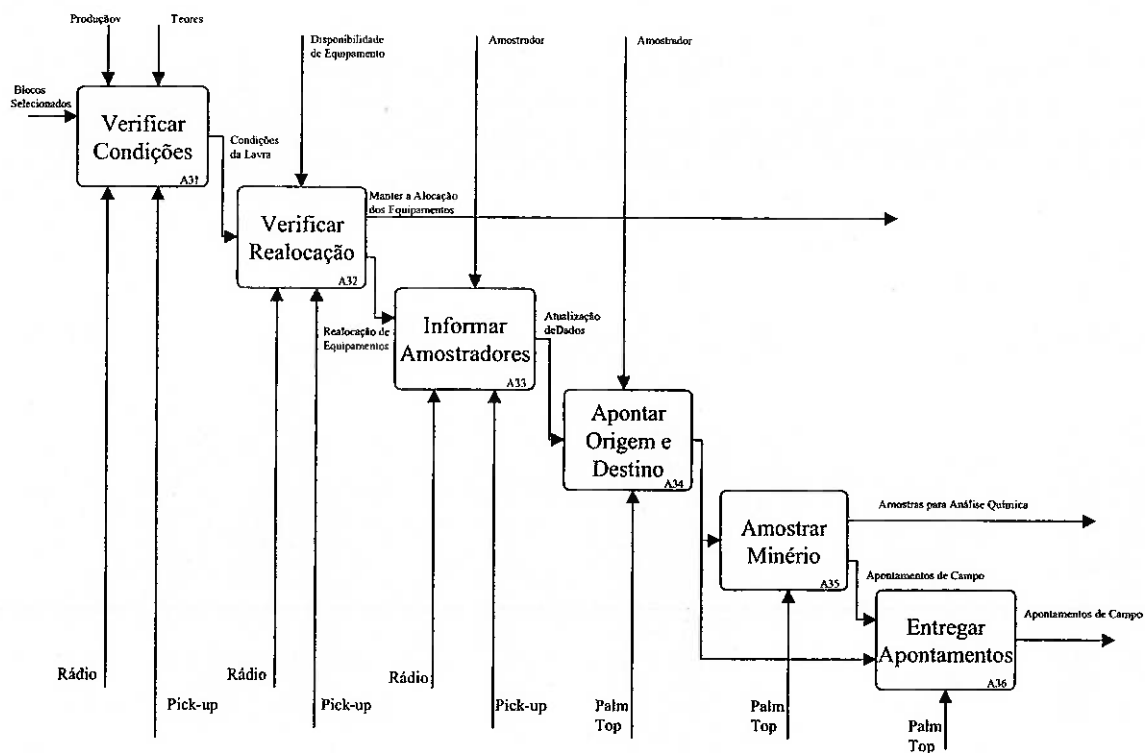 Produçãov
Teores
Disponibilidade
de Equipamento
Amostrador
Amostrador
Blocos
Selecionados
Verificar
Condições
A31
Condições
da Lavra
Verificar
Realocação
A32
Manter a Alocação
dos Equipamentos
Realocação de
Equipamentos
Informar
Amostradores
A33
Atualização
deDados
Apontar
Origem e
Destino
A34
Amostrar
Minério
A35
Amostras para Análise Química
Apontamentos de Campo
Entregar
Apontamentos
A36
Apontamentos de Campo
Rádio
Pick-up
Rádio
Pick-up
Rádio
Pick-up
Palm
Top
Palm
Top
Palm
Top